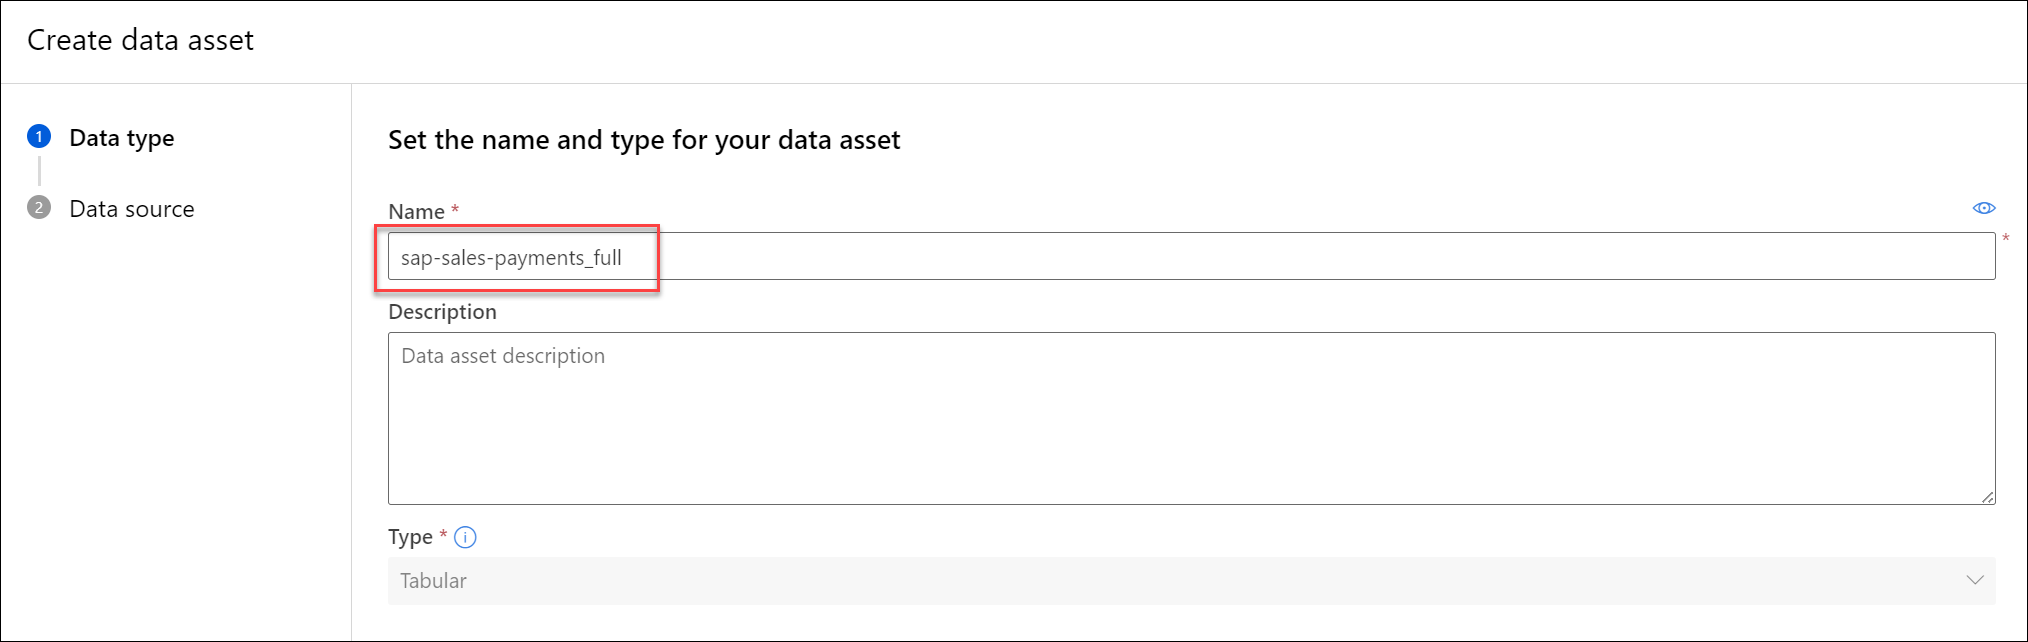 Create data asset
1 Data type
2 Data source
Set the name and type for your data asset
Name *
sap-sales-payments_full
*
Description
Data asset description
Type * i
Tabular